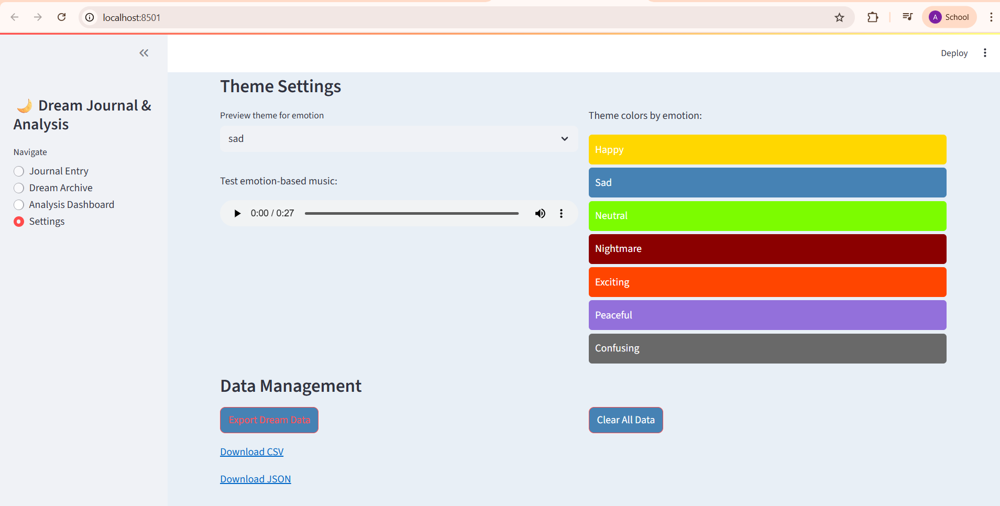 localhost:8501
A School
Deploy
🌙 Dream Journal &
Analysis
Navigate
Journal Entry
Dream Archive
Analysis Dashboard
Settings
Theme Settings
Preview theme for emotion
sad
Test emotion-based music:
0:00 / 0:27
Theme colors by emotion:
Happy
Sad
Neutral
Nightmare
Exciting
Peaceful
Confusing
Data Management
Export Dream Data
Clear All Data
Download CSV
Download JSON